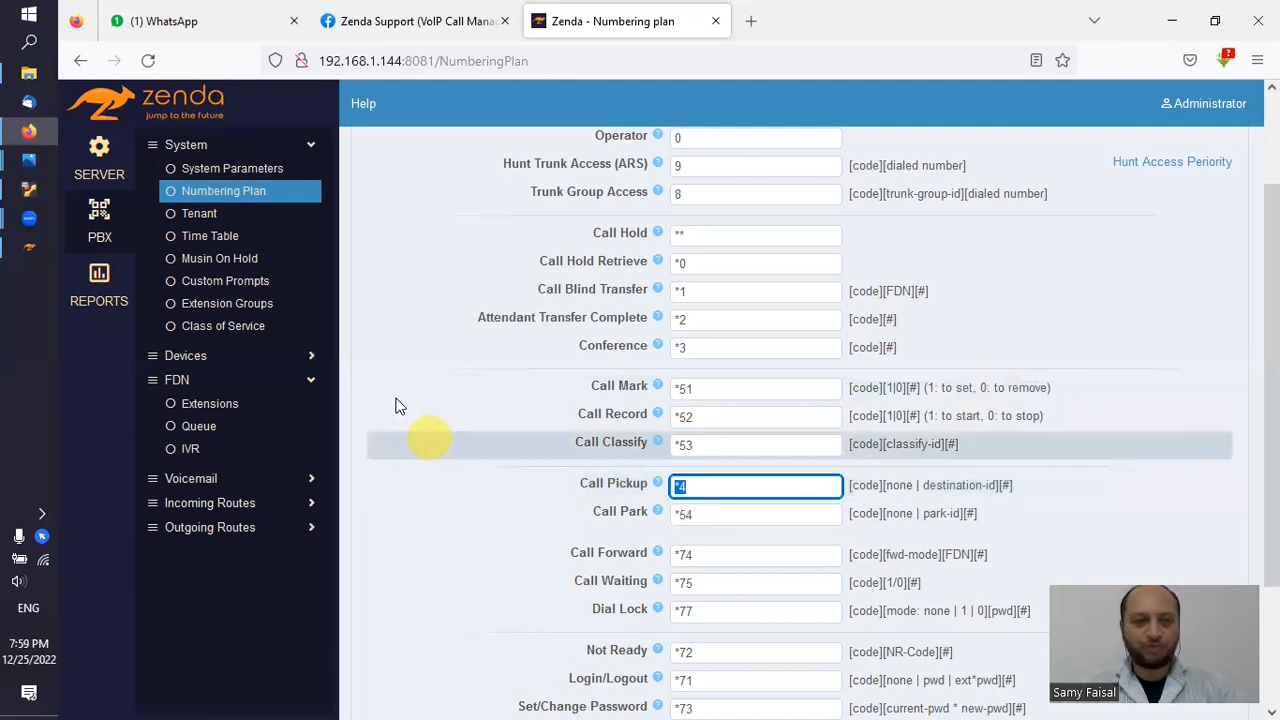 (1) WhatsApp
Zenda Support (VoIP Call Mana
Zenda - Numbering plan
192.168.1.144:8081/NumberingPlan
zenda
jump to the future
Help
Administrator
SERVER
PBX
REPORTS
System
System Parameters
Numbering Plan
Tenant
Time Table
Musin On Hold
Custom Prompts
Extension Groups
Class of Service
Devices
FDN
Extensions
Queue
IVR
Voicemail
Incoming Routes
Outgoing Routes
Operator 0
Hunt Trunk Access (ARS) 9 [code][dialed number] Hunt Access Periority
Trunk Group Access 8 [code][trunk-group-id][dialed number]
Call Hold **
Call Hold Retrieve *0
Call Blind Transfer *1 [code][FDN][#]
Attendant Transfer Complete *2 [code][#]
Conference *3 [code][#]
Call Mark *51 [code][1|0][#] (1: to set, 0: to remove)
Call Record *52 [code][1|0][#] (1: to start, 0: to stop)
Call Classify *53 [code][classify-id][#]
Call Pickup *4 [code][none | destination-id][#]
Call Park *54 [code][none | park-id][#]
Call Forward *74 [code][fwd-mode][FDN][#]
Call Waiting *75 [code][1/0][#]
Dial Lock *77 [code][mode: none | 1 | 0][pwd][#]
Not Ready *72 [code][NR-Code][#]
Login/Logout *71 [code][none | pwd | ext*pwd][#]
Set/Change Password *73 [code][current-pwd * new-pwd][#]
ENG
7:59 PM
12/25/2022
Samy Faisal